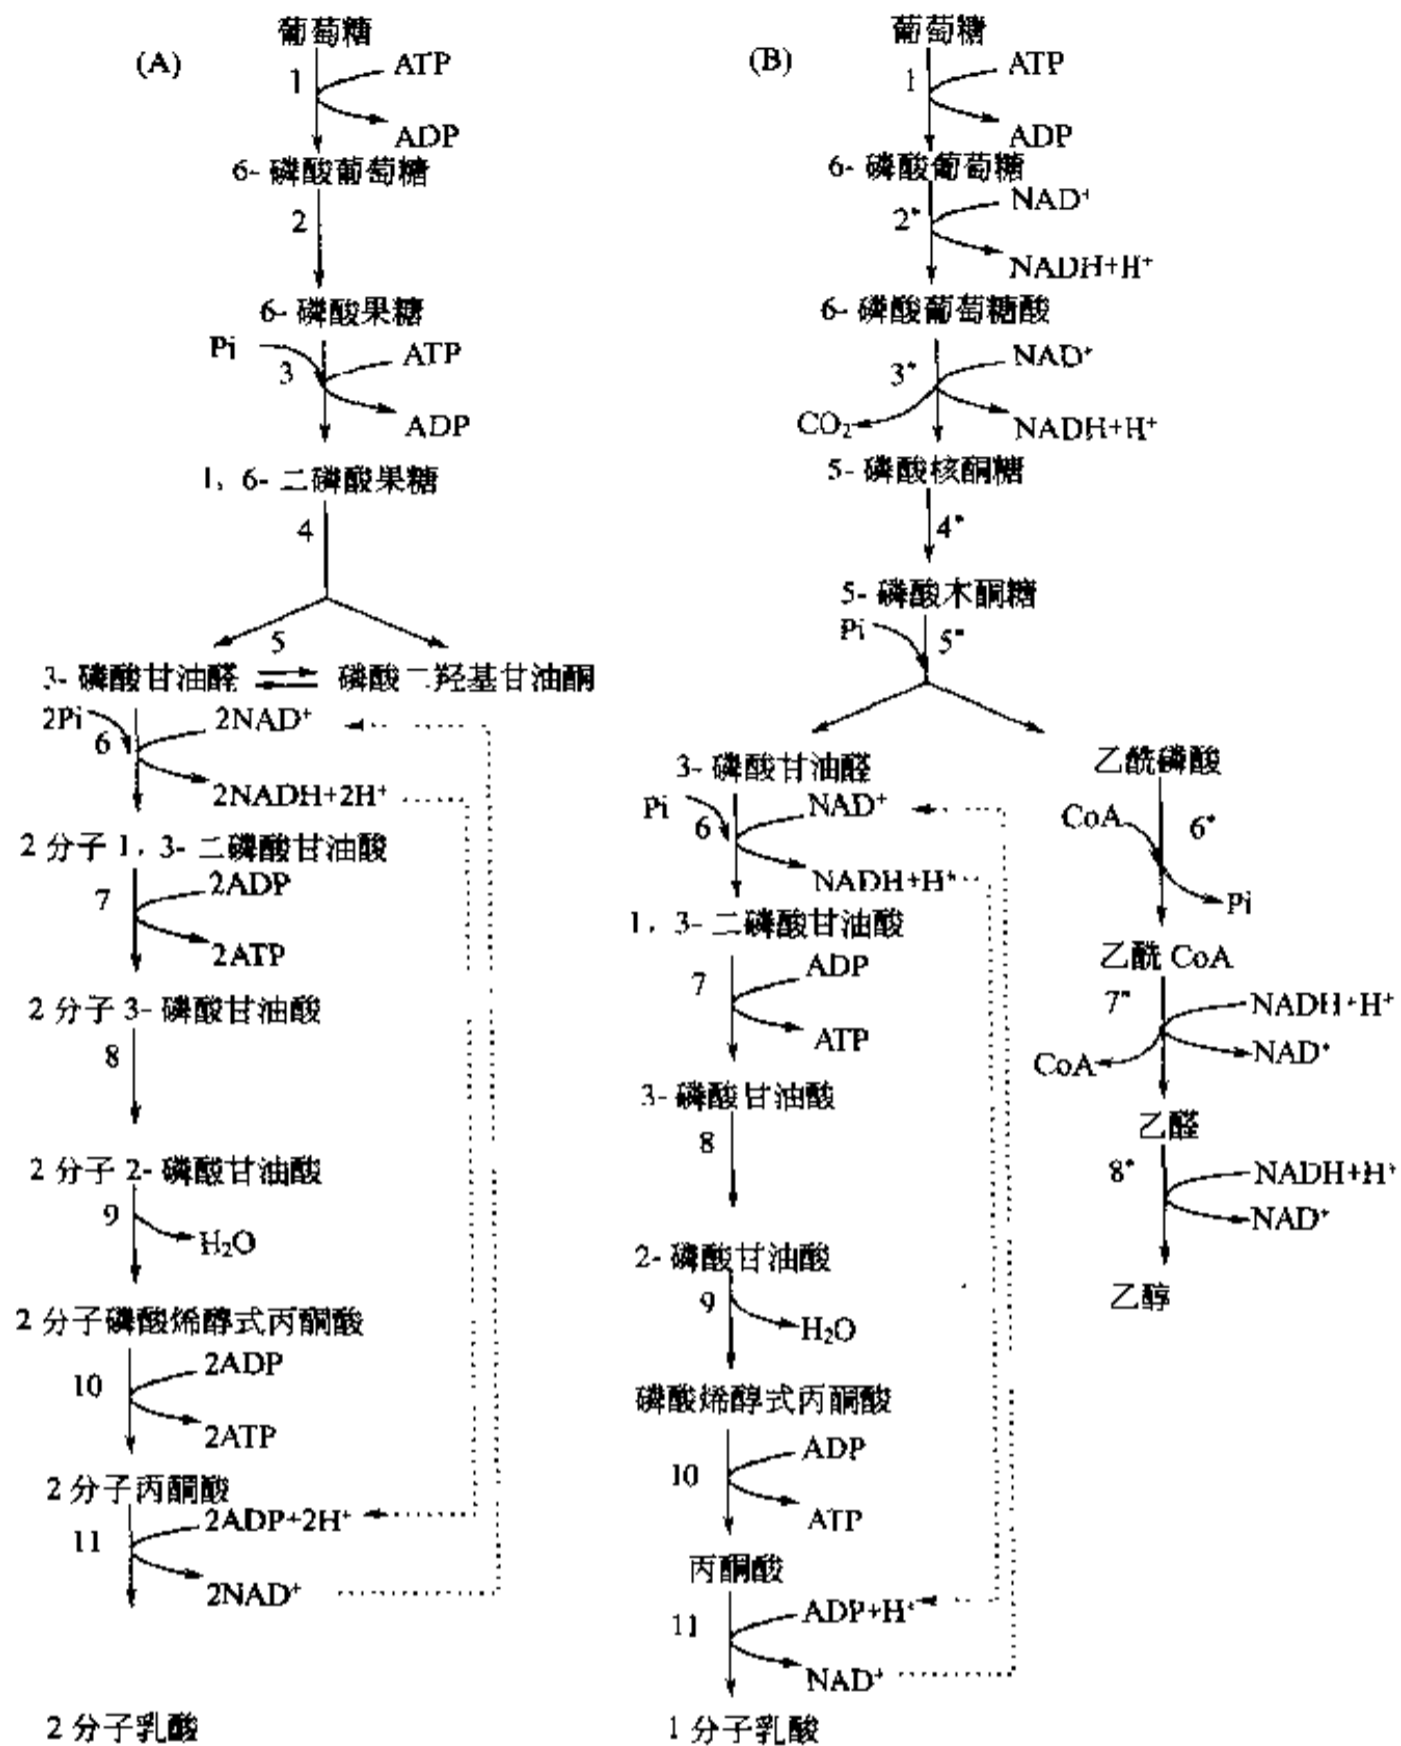 (A)
葡萄糖
1
ATP
ADP
6-磷酸葡萄糖
2
6-磷酸果糖
Pi
3
ATP
ADP
1，6-二磷酸果糖
4
5
3-磷酸甘油醛
磷酸二羟基甘油酮
2Pi
6
2NAD⁺
2NADH+2H⁺
2分子1，3-二磷酸甘油酸
7
2ADP
2ATP
2分子3-磷酸甘油酸
8
2分子2-磷酸甘油酸
9
H₂O
2分子磷酸烯醇式丙酮酸
10
2ADP
2ATP
2分子丙酮酸
11
2ADP+2H⁺
2NAD⁺
2分子乳酸
(B)
葡萄糖
1
ATP
ADP
6-磷酸葡萄糖
2*
NAD⁺
NADH+H⁺
6-磷酸葡萄糖酸
3*
NAD⁺
CO₂
NADH+H⁺
5-磷酸核酮糖
4*
5-磷酸木酮糖
Pi
5*
3-磷酸甘油醛
Pi
6
NAD⁺
NADH+H⁺
1，3-二磷酸甘油酸
7
ADP
ATP
3-磷酸甘油酸
8
2-磷酸甘油酸
9
H₂O
磷酸烯醇式丙酮酸
10
ADP
ATP
丙酮酸
11
ADP+H⁺
NAD⁺
1分子乳酸
乙酰磷酸
CoA
6*
Pi
乙酰CoA
7*
NADH+H⁺
CoA
NAD⁺
乙醛
8*
NADH+H⁺
NAD⁺
乙醇